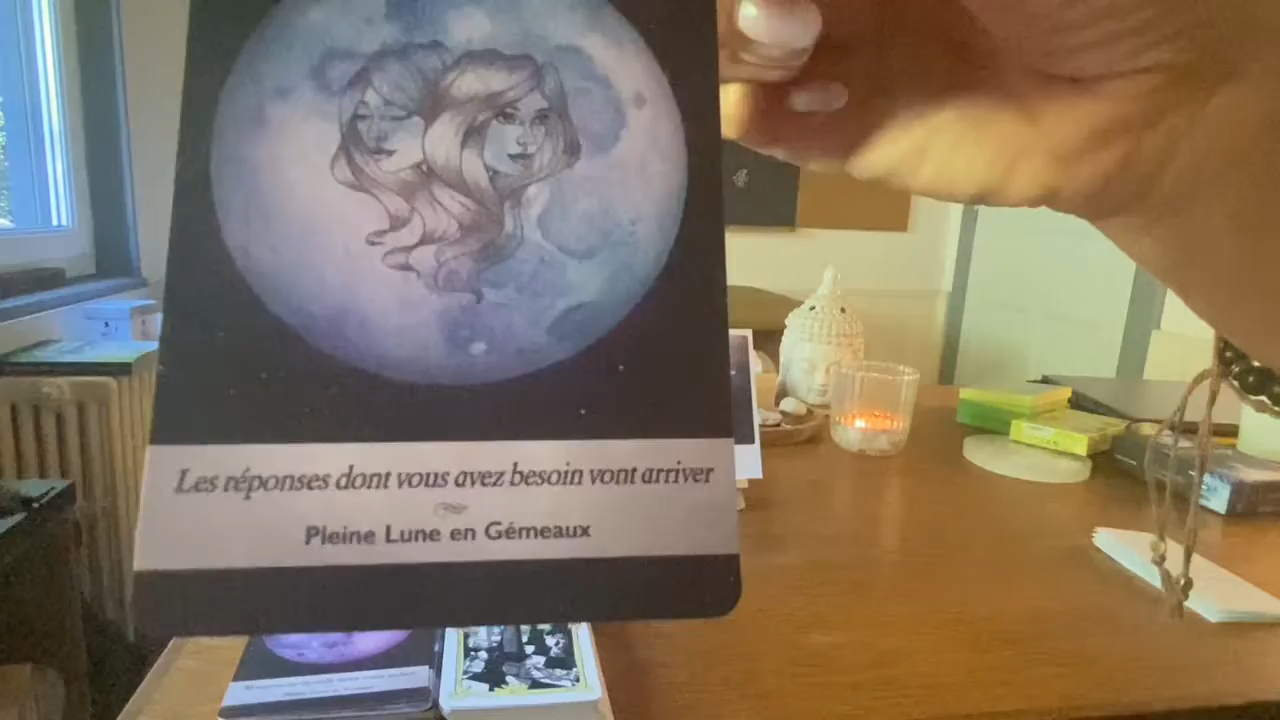 Les réponses dont vous avez besoin vont arriver
Pleine Lune en Gémeaux